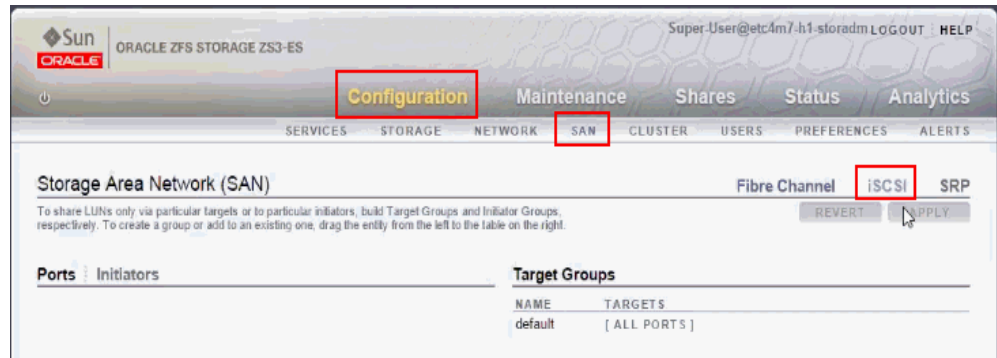 Sun
ORACLE
ORACLE ZFS STORAGE ZS3-ES
Super-User@etc4m7-h1-storadm LOGOUT HELP
Configuration Maintenance Shares Status Analytics
SERVICES STORAGE NETWORK SAN CLUSTER USERS PREFERENCES ALERTS
Storage Area Network (SAN)
Fibre Channel iSCSI SRP
To share LUNs only via particular targets or to particular initiators, build Target Groups and Initiator Groups,
respectively. To create a group or add to an existing one, drag the entity from the left to the table on the right.
REVERT APPLY
Ports Initiators
Target Groups
NAME TARGETS
default [ ALL PORTS ]